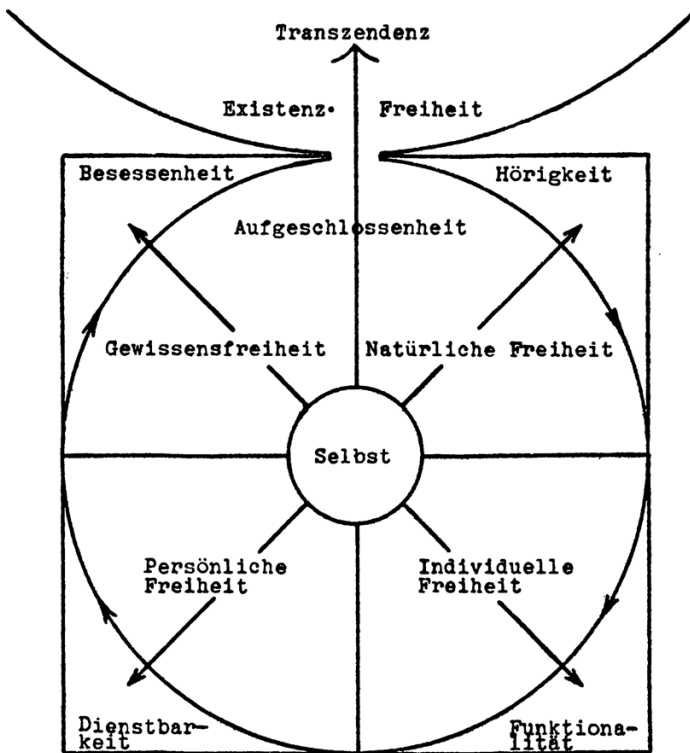 Transzendenz
Existenz· Freiheit
Besessenheit Hörigkeit
Aufgeschlossenheit
Gewissensfreiheit Natürliche Freiheit
Selbst
Persönliche
Freiheit
Individuelle
Freiheit
Dienstbar-
keit
Funktiona-
lität